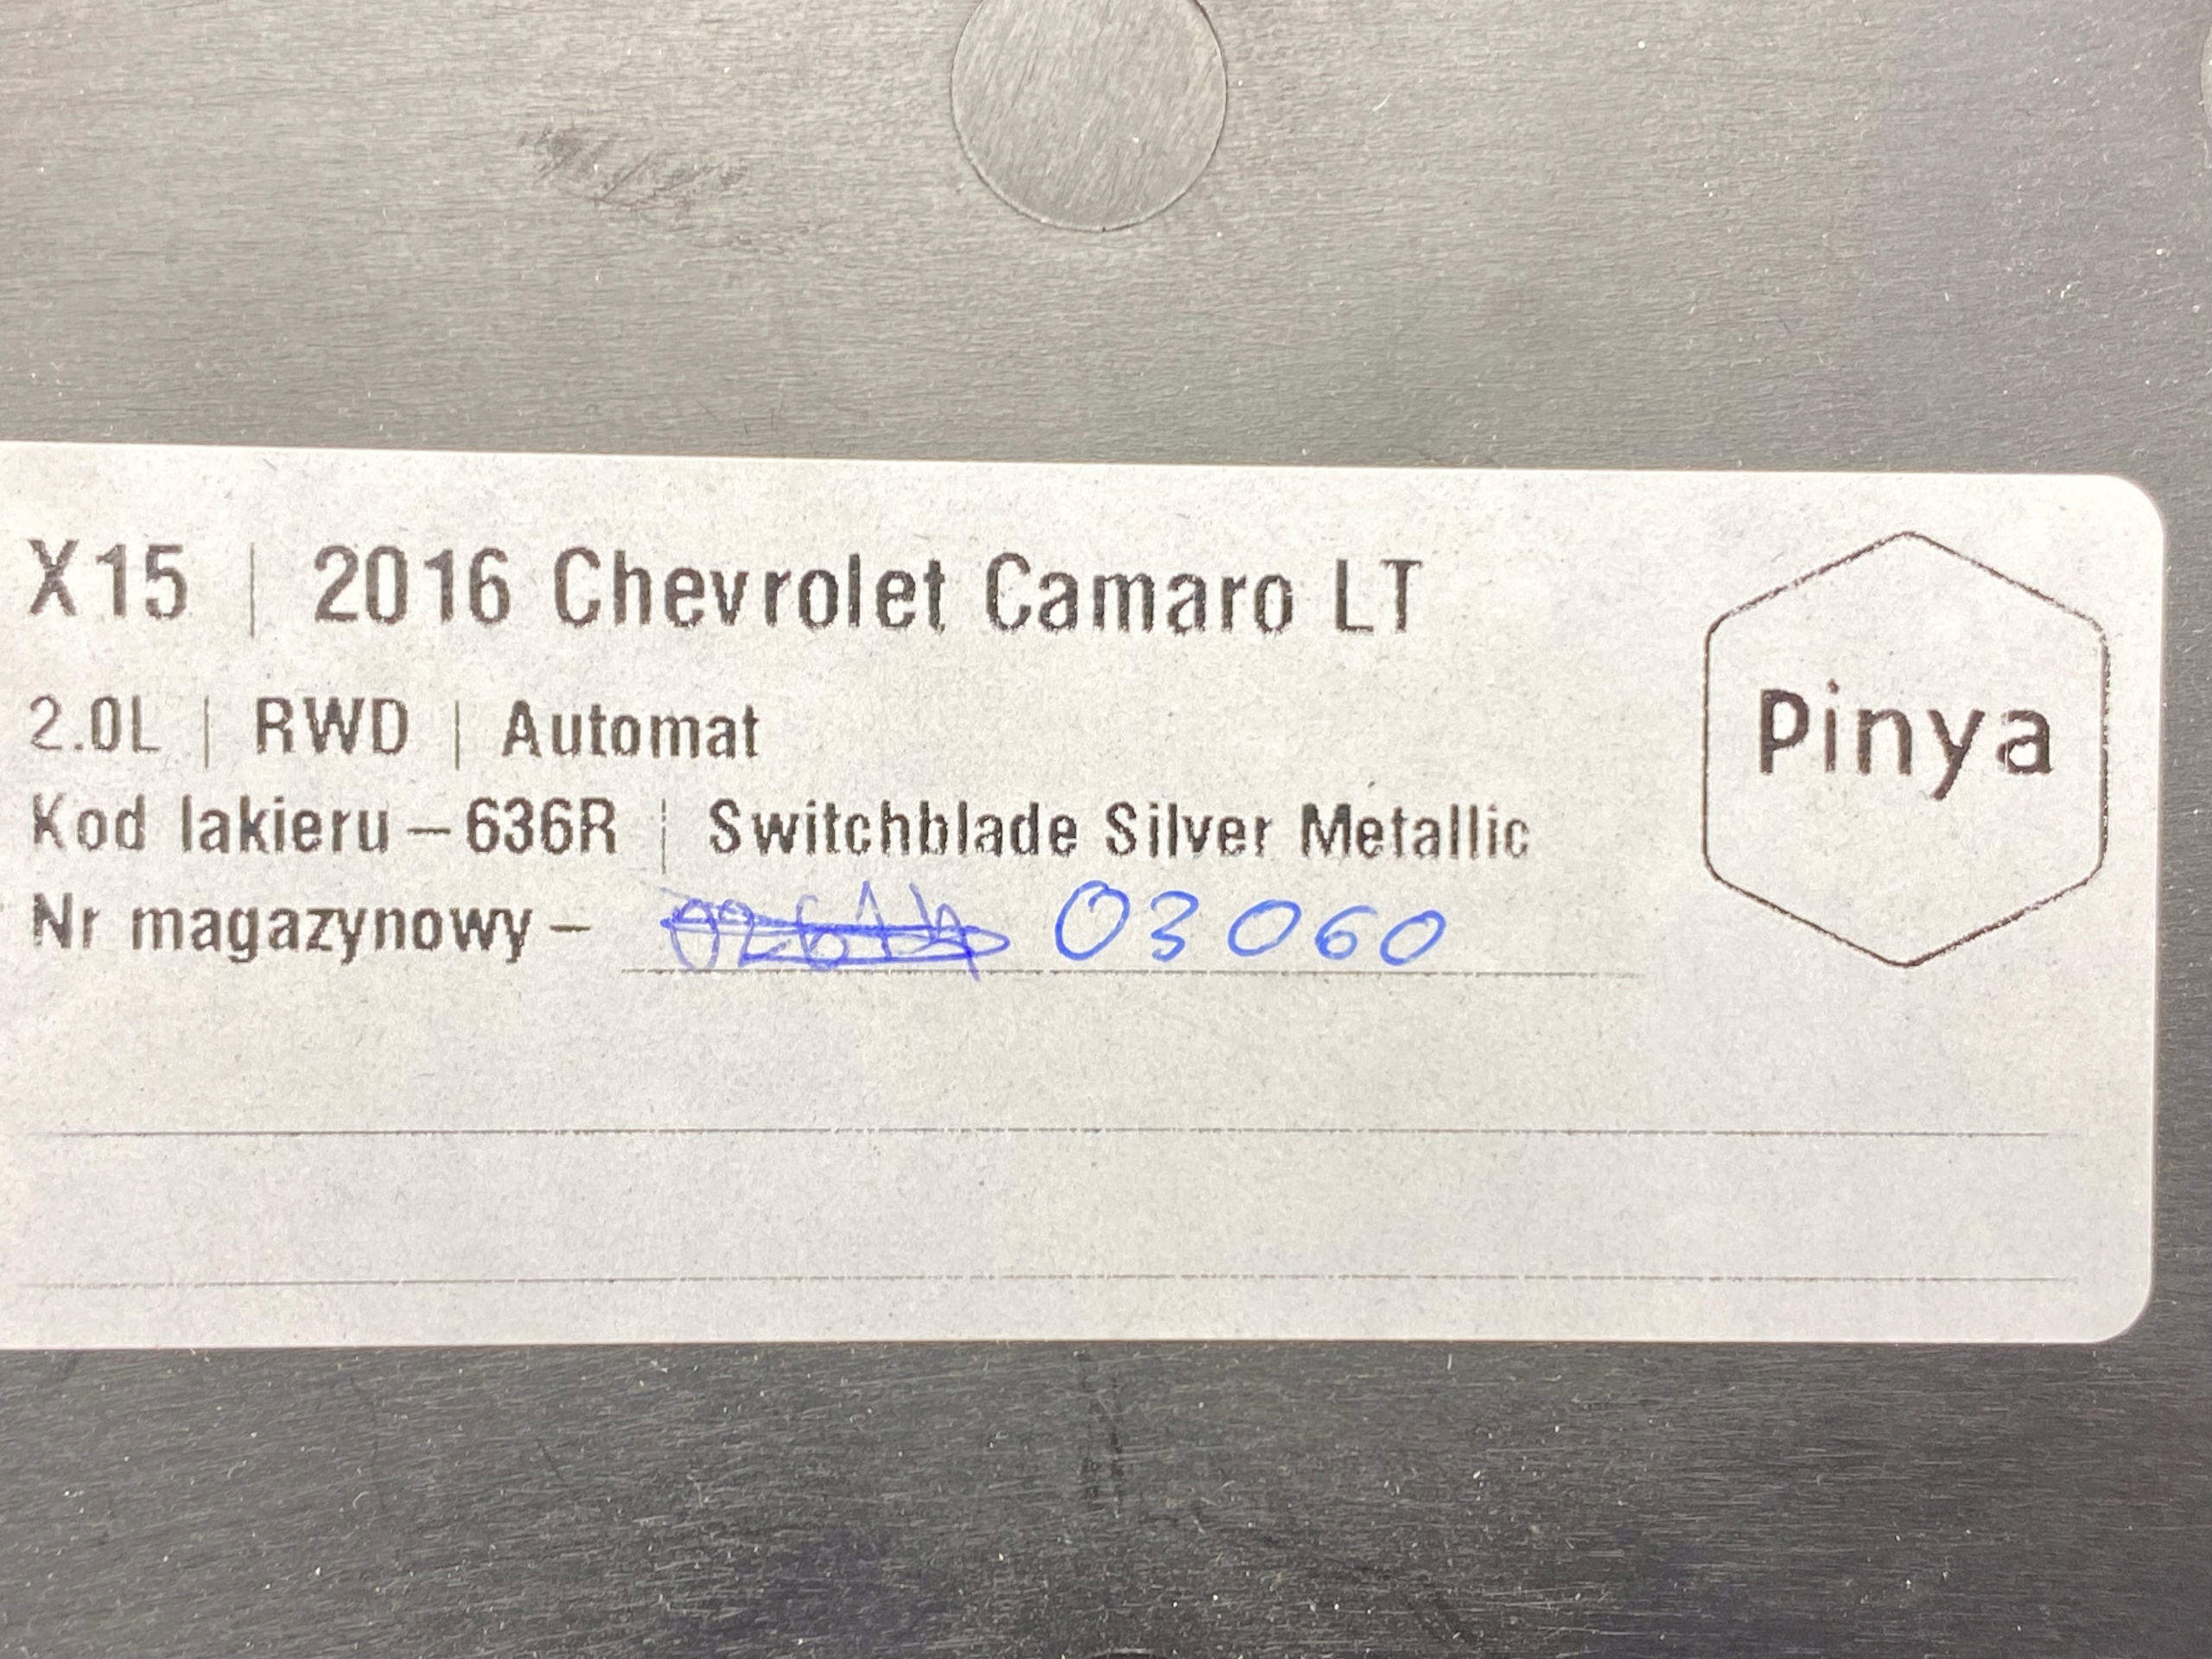 X15 | 2016 Chevrolet Camaro LT
Pinya
2.0L | RWD | Automat
Kod lakieru – 636R | Switchblade Silver Metallic
Nr magazynowy – 03060